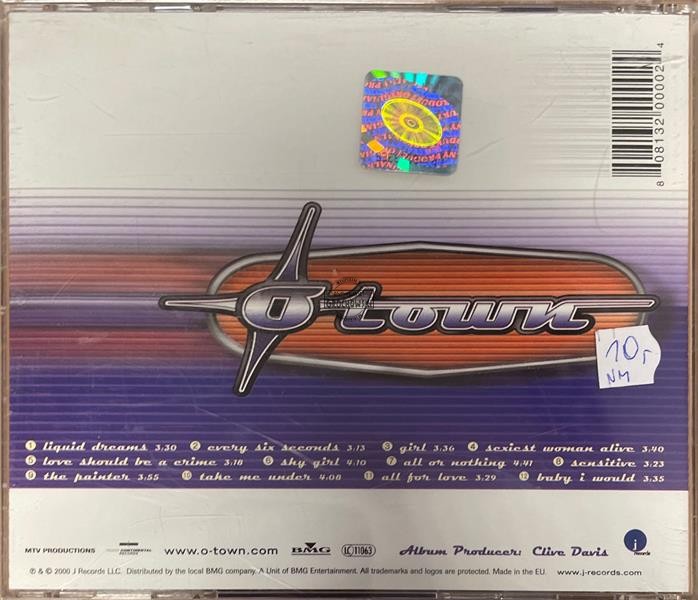 8 08132 00002 4
o-town
10,-
NM
1 liquid dreams 3:30 2 every six seconds 3:13 3 girl 3:36 4 sexiest woman alive 3:40
5 love should be a crime 3:18 6 shy girl 4:10 7 all or nothing 4:41 8 sensitive 3:23
9 the painter 3:55 10 take me under 4:08 11 all for love 3:29 12 baby i would 3:35
MTV PRODUCTIONS www.o-town.com BMG LC 11063 Album Producer: Clive Davis j Records
℗ & © 2000 J Records LLC. Distributed by the local BMG company. A Unit of BMG Entertainment. All trademarks and logos are protected. Made in the EU. www.j-records.com